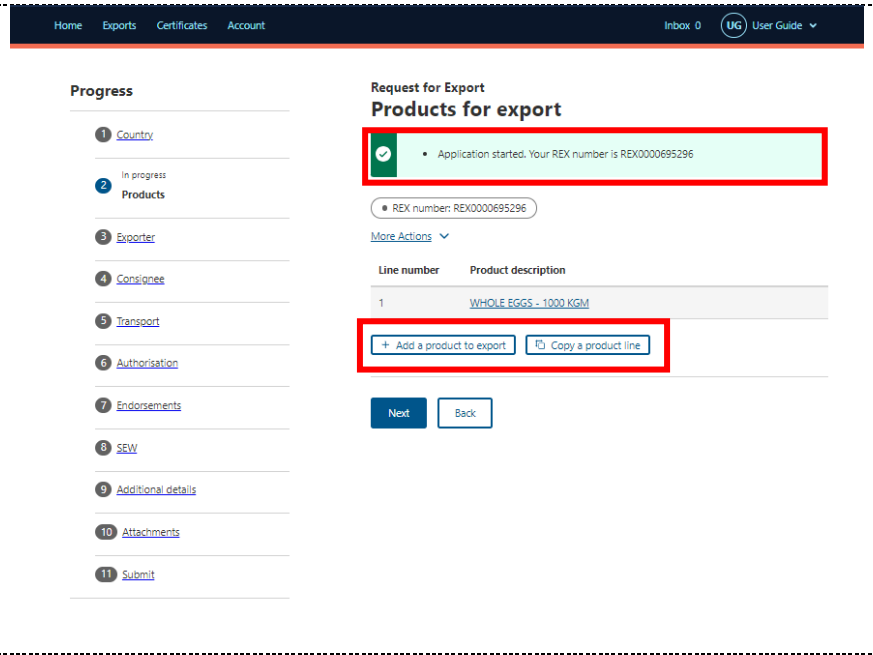 Home Exports Certificates Account Inbox 0 UG User Guide
Progress
1 Country
In progress
2 Products
3 Exporter
4 Consignee
5 Transport
6 Authorisation
7 Endorsements
8 SEW
9 Additional details
10 Attachments
11 Submit
Request for Export
Products for export
• Application started. Your REX number is REX0000695296
REX number: REX0000695296
More Actions
Line number Product description
1 WHOLE EGGS - 1000 KGM
+ Add a product to export Copy a product line
Next Back